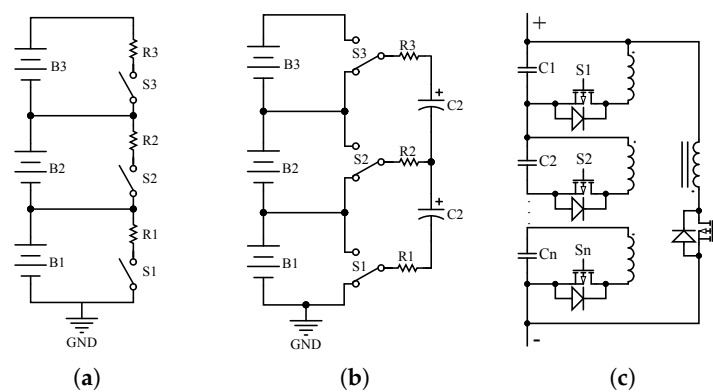 B3
R3
S3
B2
R2
S2
B1
R1
S1
GND
(a)
B3
S3
R3
+
C2
B2
S2
R2
+
C2
B1
S1
R1
GND
(b)
+
C1
S1
C2
S2
Cn
Sn
-
(c)